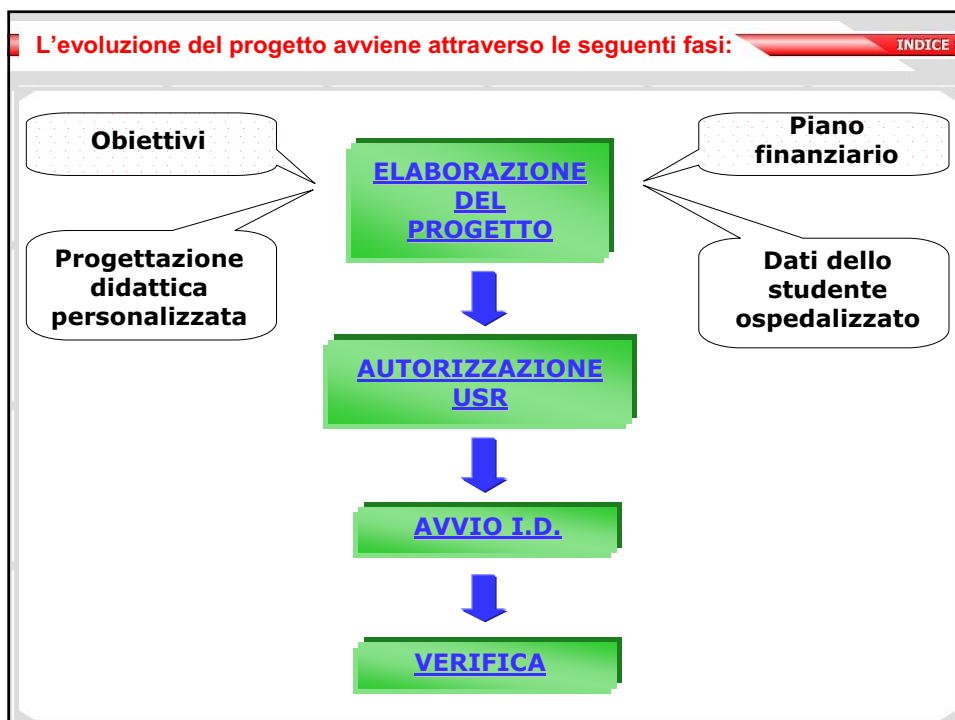 L’evoluzione del progetto avviene attraverso le seguenti fasi:
INDICE
Obiettivi
Piano
finanziario
ELABORAZIONE
DEL
PROGETTO
Progettazione
didattica
personalizzata
Dati dello
studente
ospedalizzato
AUTORIZZAZIONE
USR
AVVIO I.D.
VERIFICA